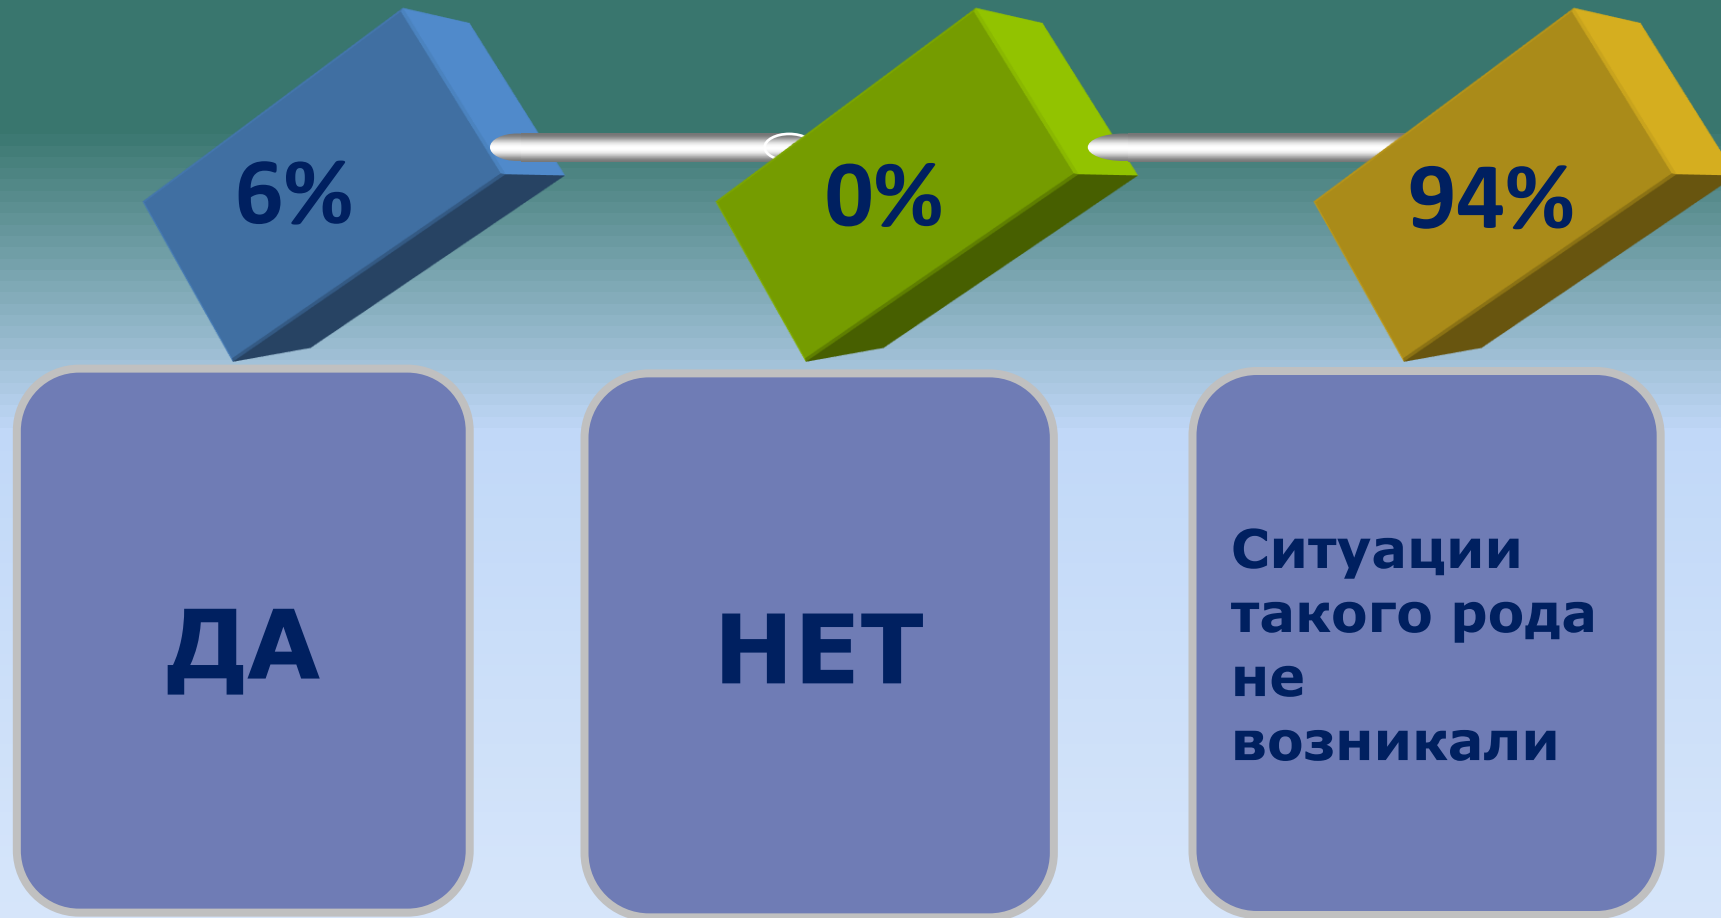 6%
0%
94%
ДА
НЕТ
Ситуации
такого рода
не
возникали